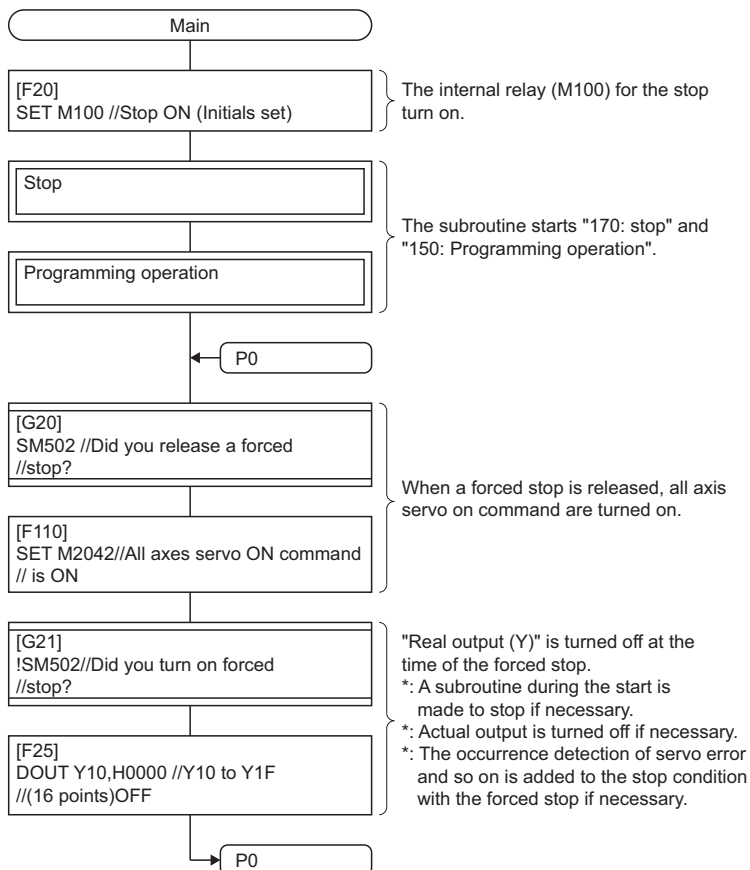 Main
[F20]
SET M100 //Stop ON (Initials set)
The internal relay (M100) for the stop
turn on.
Stop
Programming operation
The subroutine starts "170: stop" and
"150: Programming operation".
P0
[G20]
SM502 //Did you release a forced
//stop?
[F110]
SET M2042//All axes servo ON command
// is ON
When a forced stop is released, all axis
servo on command are turned on.
[G21]
!SM502//Did you turn on forced
//stop?
[F25]
DOUT Y10,H0000 //Y10 to Y1F
//(16 points)OFF
"Real output (Y)" is turned off at the
time of the forced stop.
*: A subroutine during the start is
made to stop if necessary.
*: Actual output is turned off if necessary.
*: The occurrence detection of servo error
and so on is added to the stop condition
with the forced stop if necessary.
P0